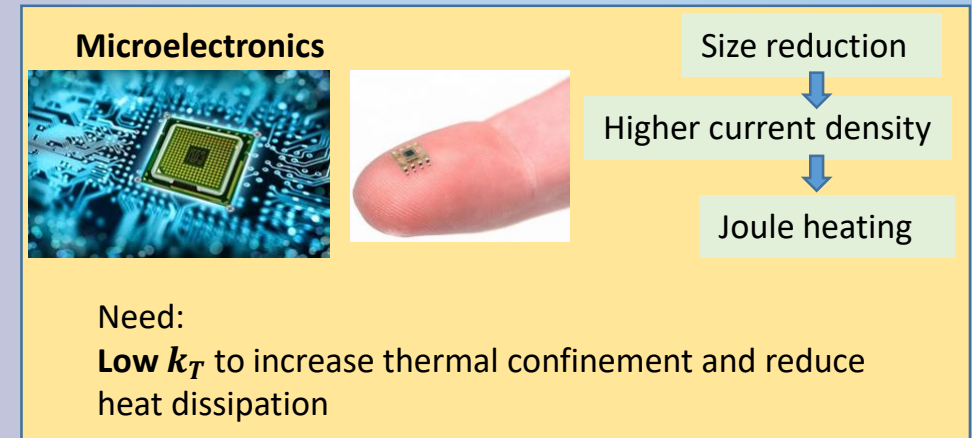 Microelectronics
Size reduction
Higher current density
Joule heating
Need:
Low k_T to increase thermal confinement and reduce
heat dissipation